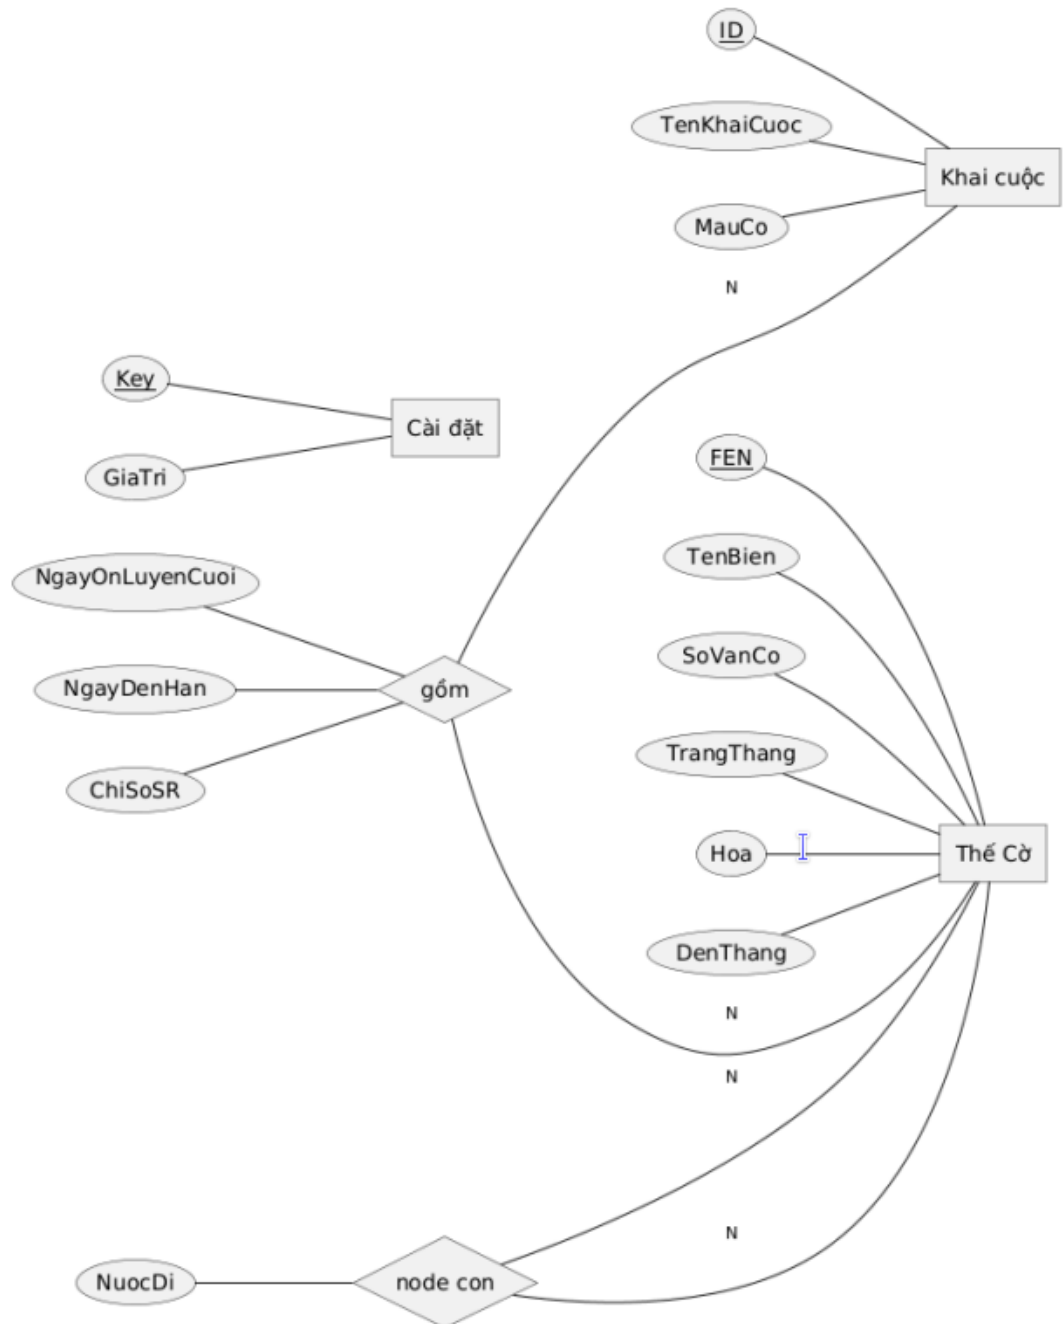 ID
TenKhaiCuoc
Khai cuộc
MauCo
N
Key
Cài đặt
GiaTri
FEN
TenBien
NgayOnLuyenCuoi
SoVanCo
NgayDenHan
gồm
TrangThang
ChiSoSR
Hoa
Thế Cờ
DenThang
N
N
N
NuocDi
node con